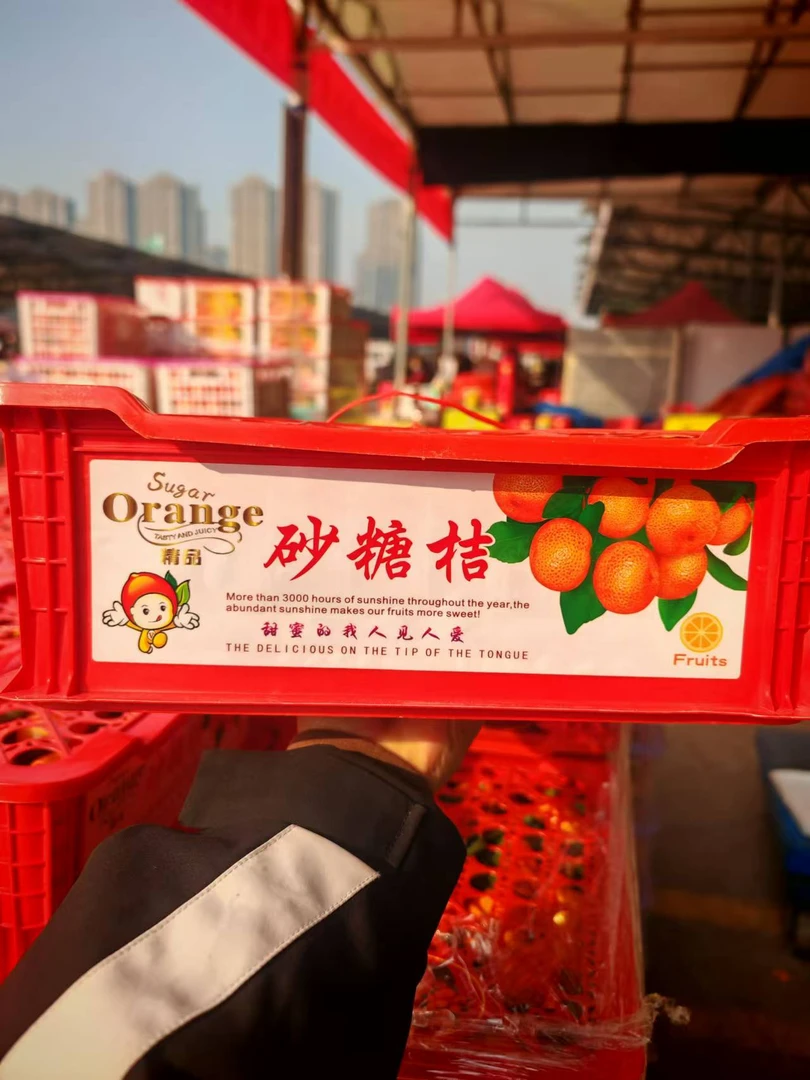 Sugar
Orange
TASTY AND JUICY
精品
砂糖桔
More than 3000 hours of sunshine throughout the year,the
abundant sunshine makes our fruits more sweet!
甜蜜的我人见人爱
THE DELICIOUS ON THE TIP OF THE TONGUE
Fruits